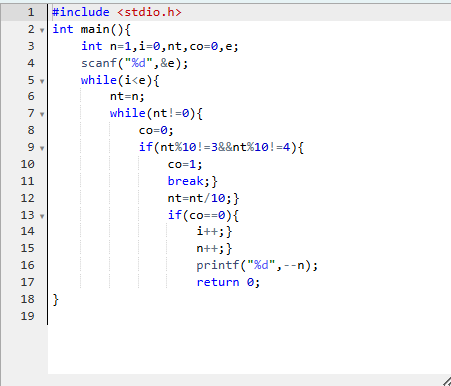 1 #include <stdio.h>
2 int main(){
3 int n=1,i=0,nt,co=0,e;
4 scanf("%d",&e);
5 while(i<e){
6 nt=n;
7 while(nt!=0){
8 co=0;
9 if(nt%10!=3&&nt%10!=4){
10 co=1;
11 break;}
12 nt=nt/10;}
13 if(co==0){
14 i++;}
15 n++;}
16 printf("%d",--n);
17 return 0;
18 }
19